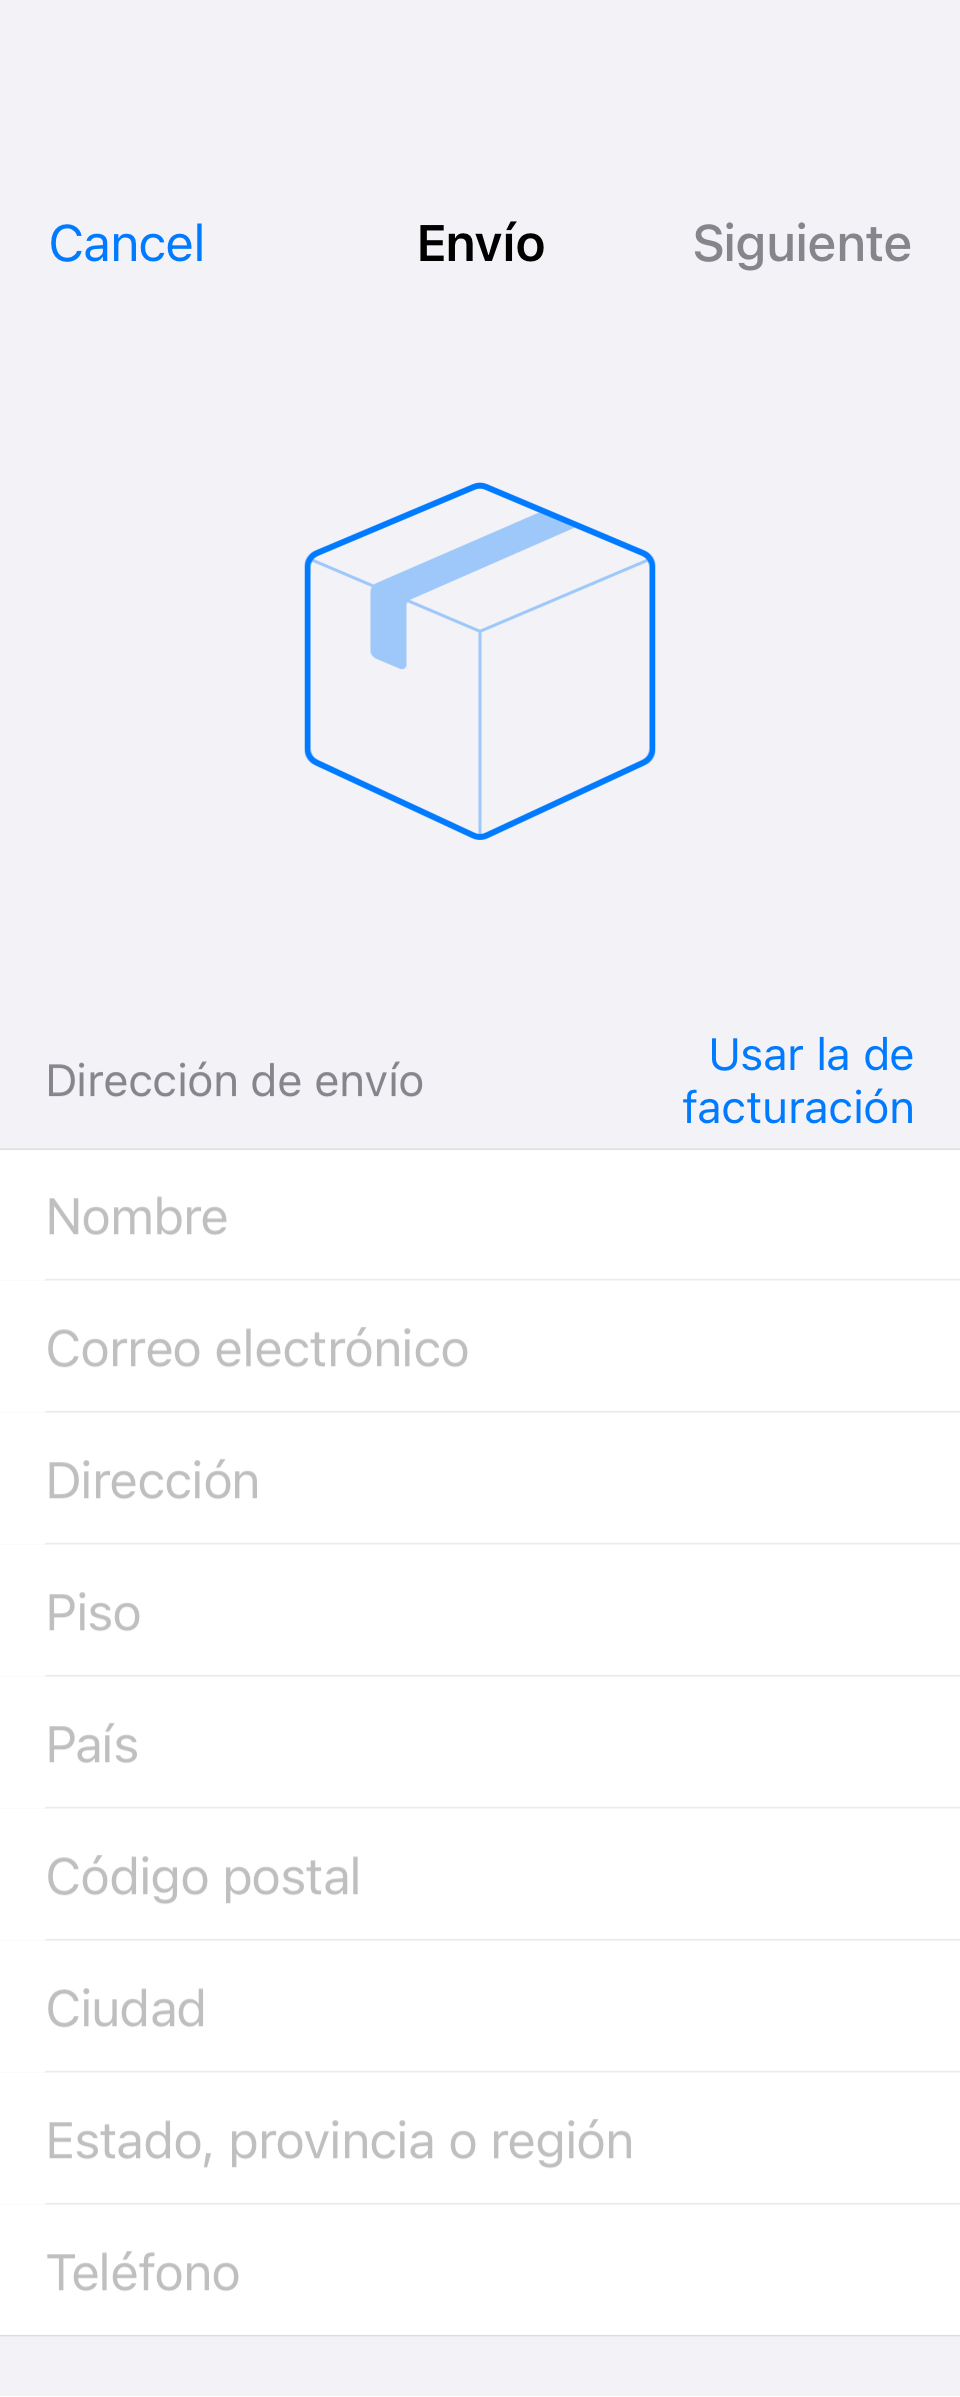 Cancel
Envío
Siguiente
Dirección de envío
Usar la de
facturación
Nombre
Correo electrónico
Dirección
Piso
País
Código postal
Ciudad
Estado, provincia o región
Teléfono